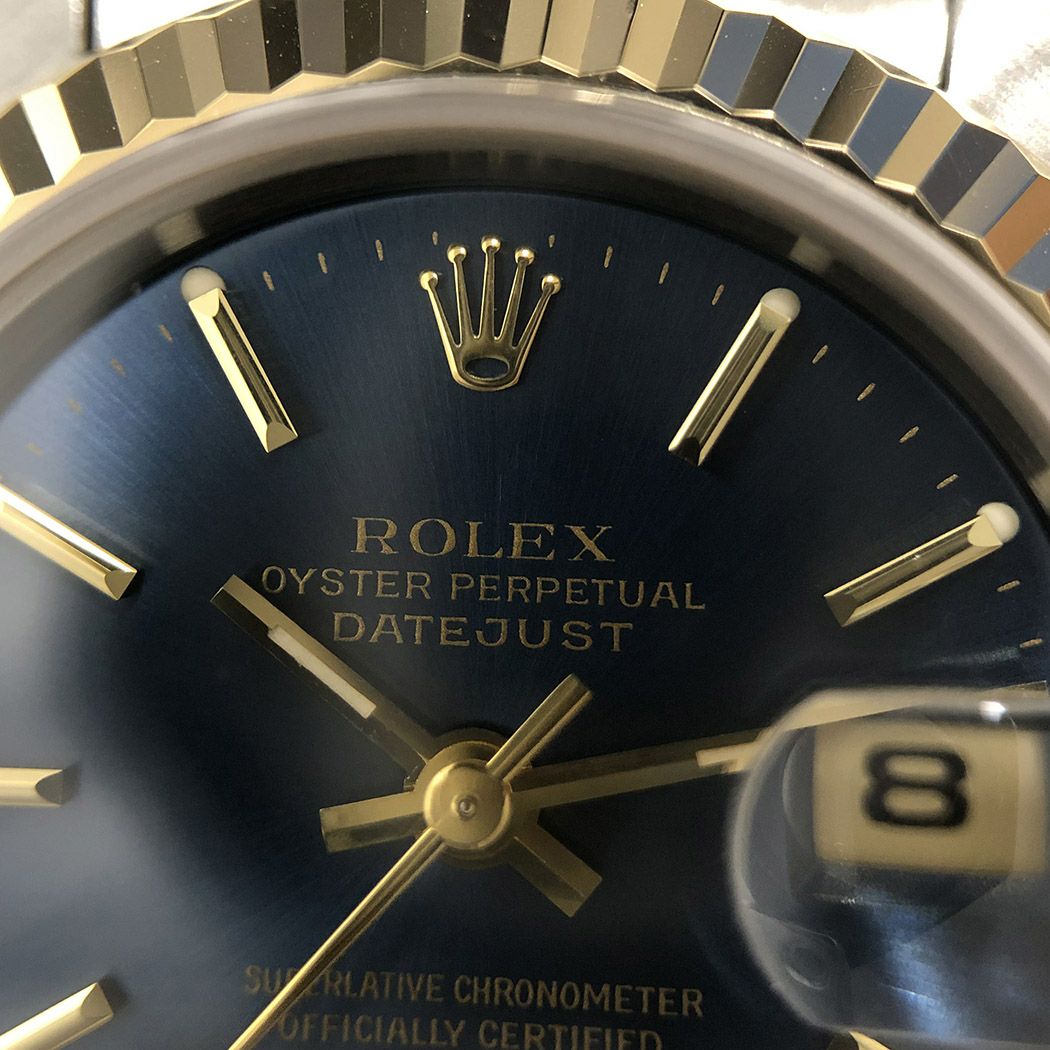 ROLEX
OYSTER PERPETUAL
DATEJUST
8
SUPERLATIVE CHRONOMETER
OFFICIALLY CERTIFIED